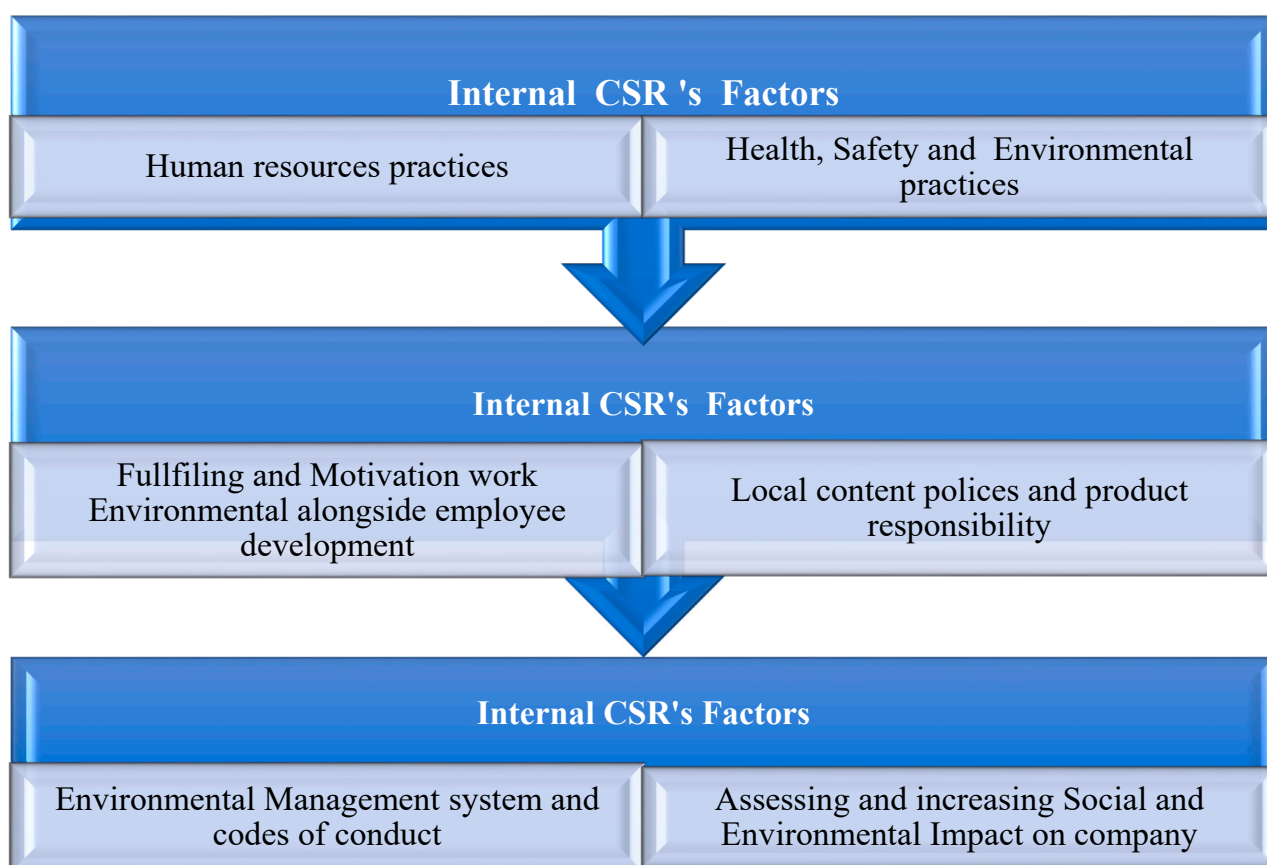 Internal CSR 's Factors
Human resources practices
Health, Safety and Environmental
practices
Internal CSR's Factors
Fullfiling and Motivation work
Environmental alongside employee
development
Local content polices and product
responsibility
Internal CSR's Factors
Environmental Management system and
codes of conduct
Assessing and increasing Social and
Environmental Impact on company